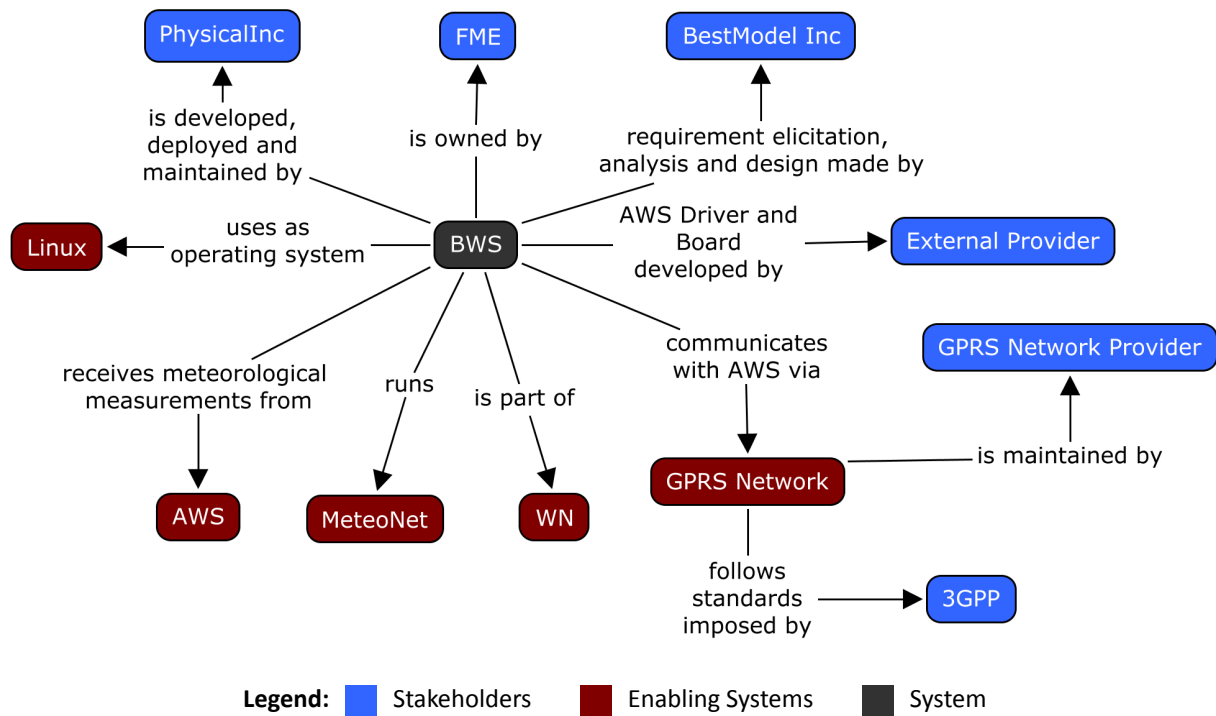 PhysicalInc
FME
BestModel Inc
is developed,
deployed and
maintained by
is owned by
requirement elicitation,
analysis and design made by
Linux
uses as
operating system
BWS
AWS Driver and
Board
developed by
External Provider
receives meteorological
measurements from
runs
is part of
communicates
with AWS via
GPRS Network Provider
AWS
MeteoNet
WN
GPRS Network
is maintained by
follows
standards
imposed by
3GPP
Legend: Stakeholders Enabling Systems System